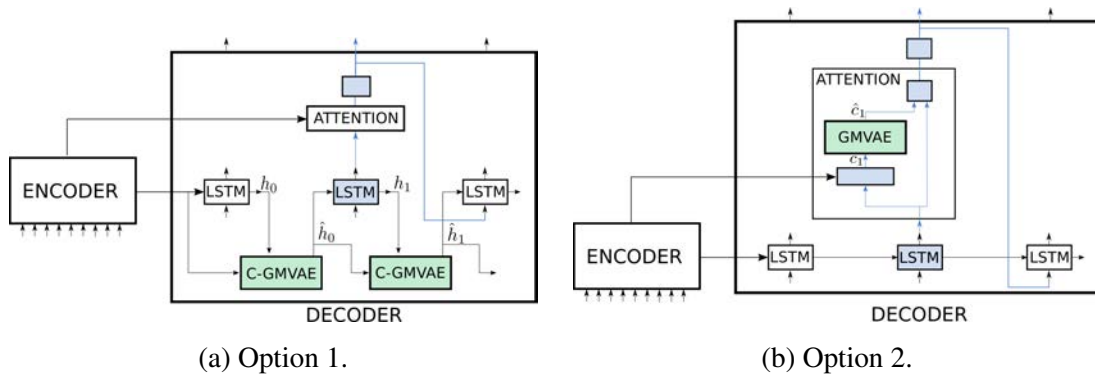 ATTENTION
ENCODER
LSTM
h₀
LSTM
h₁
LSTM
ĥ₀
ĥ₁
C-GMVAE
C-GMVAE
DECODER
(a) Option 1.
ATTENTION
ĉ₁
GMVAE
c₁
ENCODER
LSTM
LSTM
LSTM
DECODER
(b) Option 2.